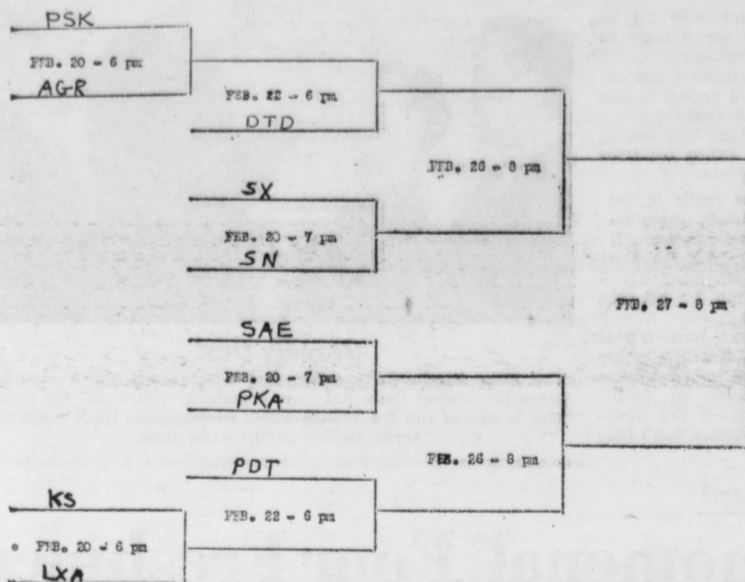 PSK
FEB. 20 - 6 pm
AGR
FEB. 22 - 6 pm
DTD
FEB. 26 - 8 pm
SX
FEB. 20 - 7 pm
SN
FEB. 27 - 8 pm
SAE
FEB. 20 - 7 pm
PKA
FEB. 26 - 8 pm
PDT
KS
FEB. 22 - 6 pm
FEB. 20 - 6 pm
LXA